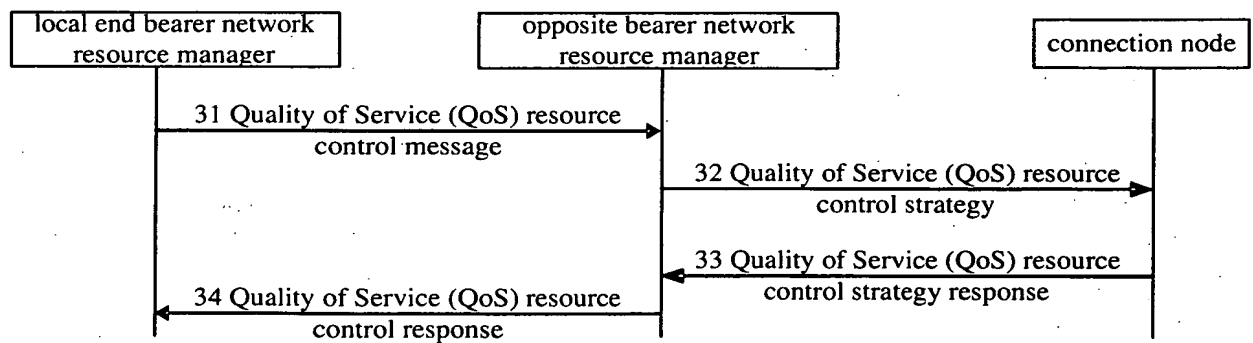 local end bearer network
resource manager
opposite bearer network
resource manager
connection node
31 Quality of Service (QoS) resource
control message
32 Quality of Service (QoS) resource
control strategy
33 Quality of Service (QoS) resource
control strategy response
34 Quality of Service (QoS) resource
control response